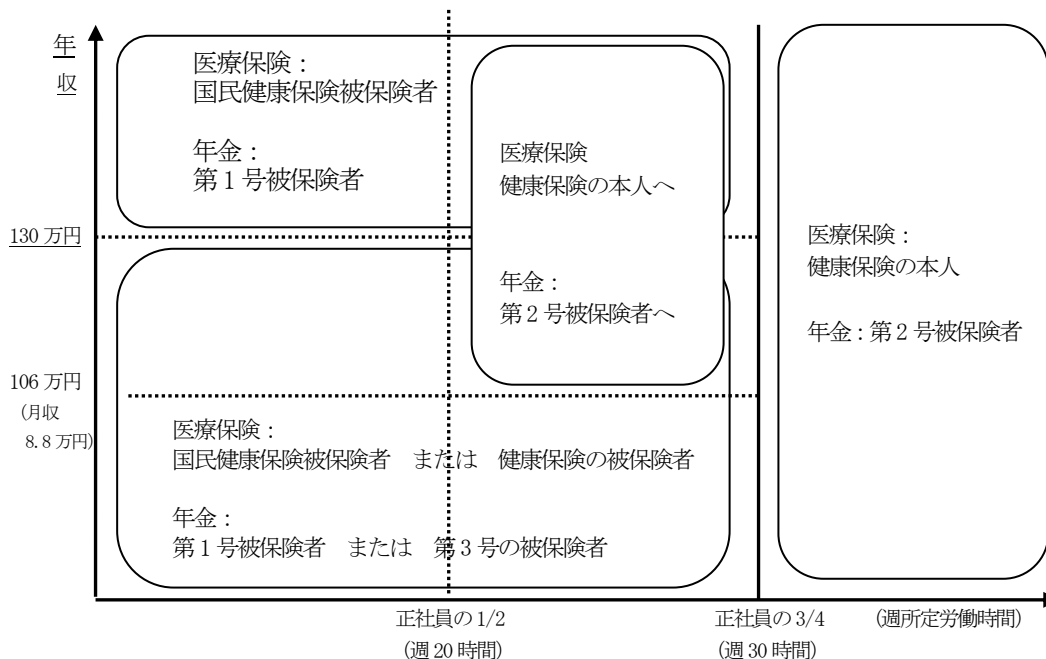 年
収
医療保険：
国民健康保険被保険者
年金：
第1号被保険者
医療保険
健康保険の本人へ
年金：
第2号被保険者へ
130万円
医療保険：
健康保険の本人
年金：第2号被保険者
106万円
(月収
8.8万円)
医療保険：
国民健康保険被保険者　または　健康保険の被保険者
年金：
第1号被保険者　または　第3号の被保険者
正社員の1/2
(週20時間)
正社員の3/4
(週30時間)
(週所定労働時間)